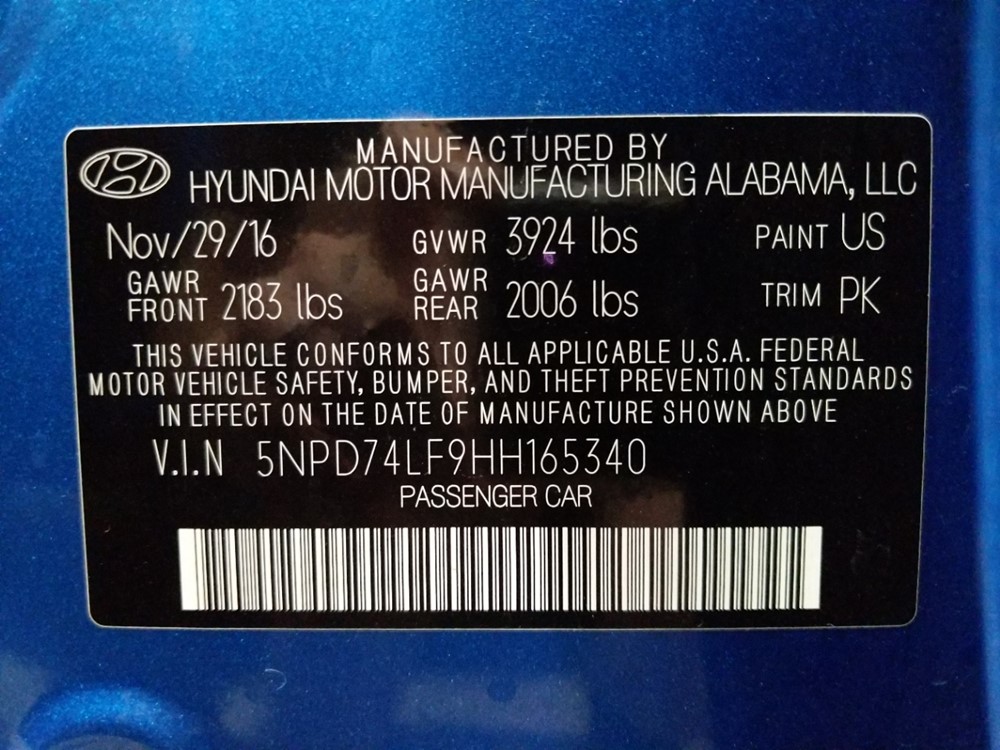 MANUFACTURED BY
HYUNDAI MOTOR MANUFACTURING ALABAMA, LLC
Nov/29/16 GVWR 3924 lbs PAINT US
GAWR FRONT 2183 lbs GAWR REAR 2006 lbs TRIM PK
THIS VEHICLE CONFORMS TO ALL APPLICABLE U.S.A. FEDERAL
MOTOR VEHICLE SAFETY, BUMPER, AND THEFT PREVENTION STANDARDS
IN EFFECT ON THE DATE OF MANUFACTURE SHOWN ABOVE
V.I.N 5NPD74LF9HH165340
PASSENGER CAR